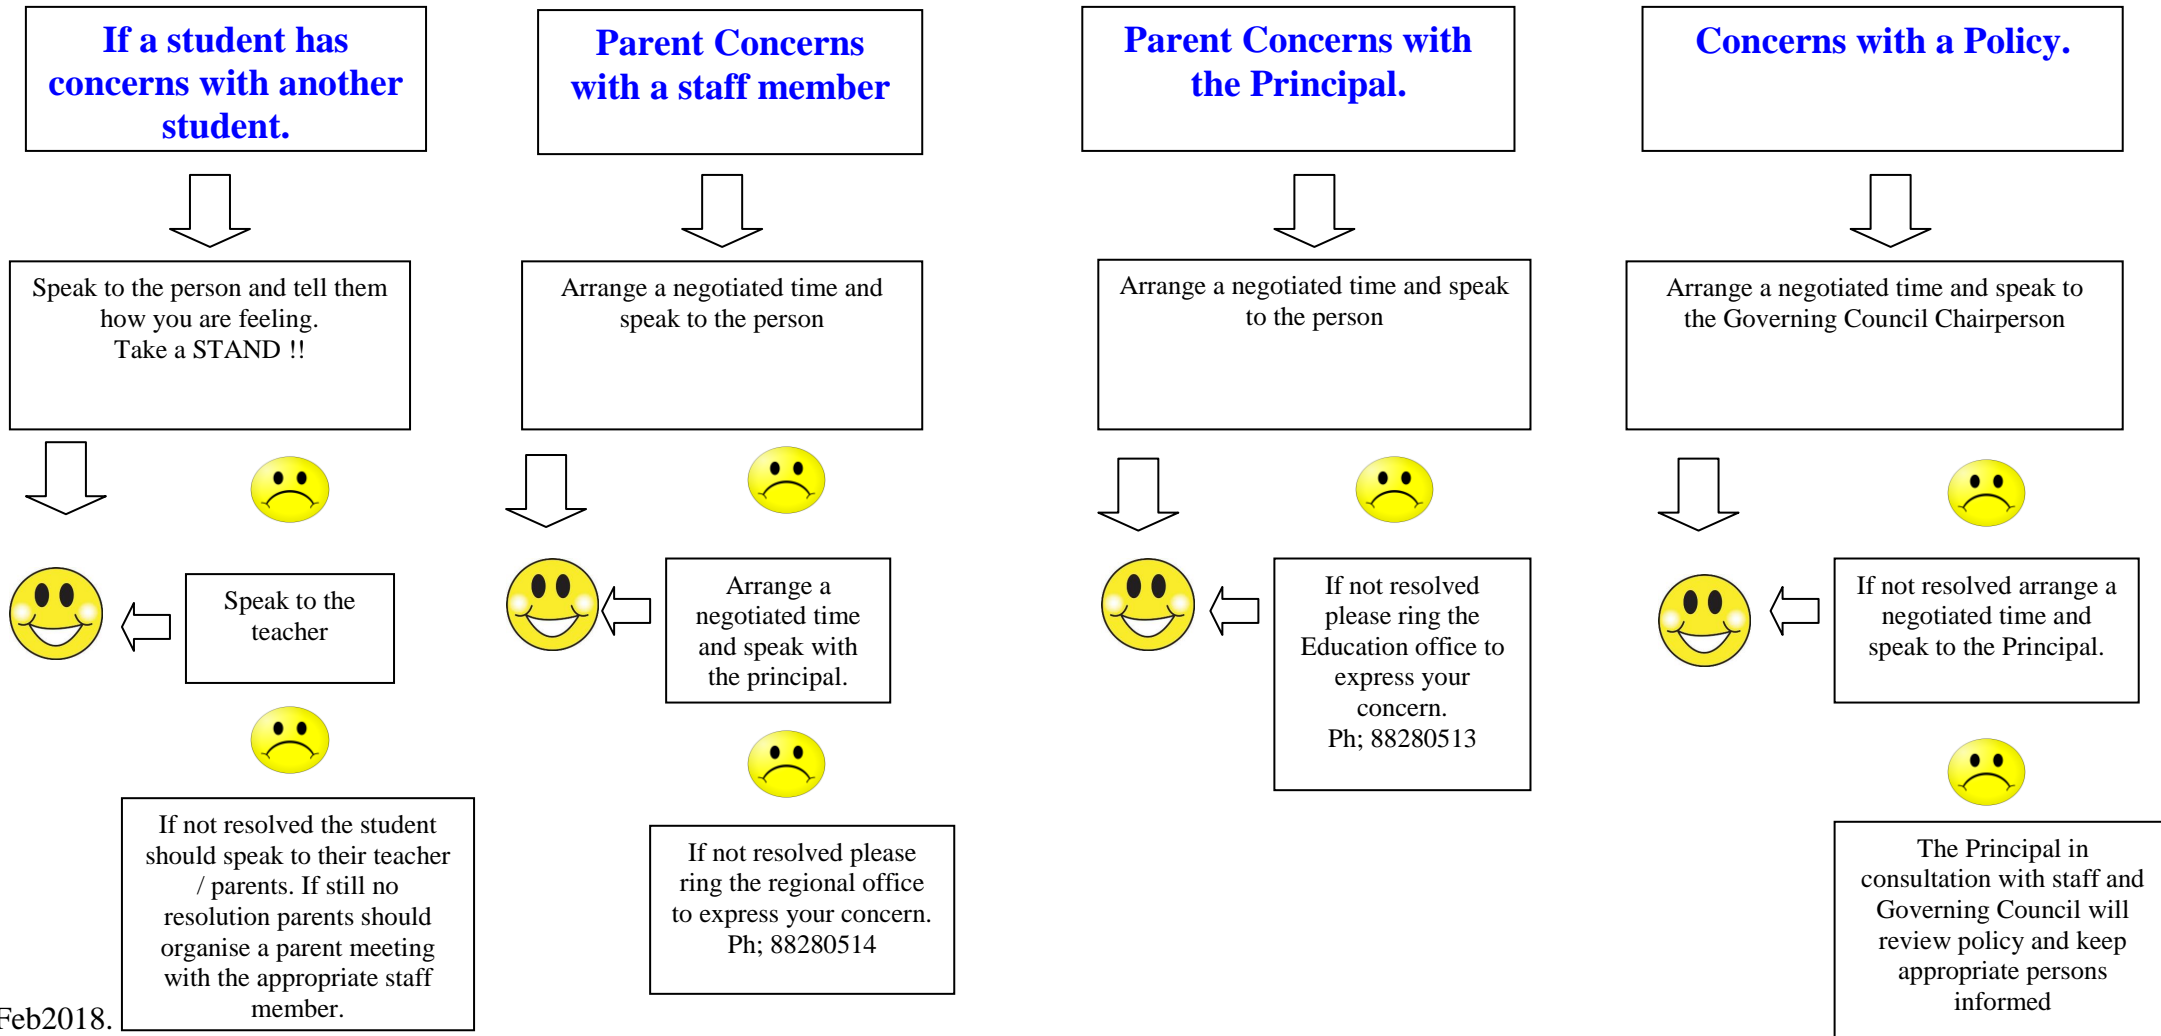 If a student has
concerns with another
student.
Speak to the person and tell them
how you are feeling.
Take a STAND !!
Speak to the
teacher
If not resolved the student
should speak to their teacher
/ parents. If still no
resolution parents should
organise a parent meeting
with the appropriate staff
member.
Parent Concerns
with a staff member
Arrange a negotiated time and
speak to the person
Arrange a
negotiated time
and speak with
the principal.
If not resolved please
ring the regional office
to express your concern.
Ph; 88280514
Parent Concerns with
the Principal.
Arrange a negotiated time and speak
to the person
If not resolved
please ring the
Education office to
express your
concern.
Ph; 88280513
Concerns with a Policy.
Arrange a negotiated time and speak to
the Governing Council Chairperson
If not resolved arrange a
negotiated time and
speak to the Principal.
The Principal in
consultation with staff and
Governing Council will
review policy and keep
appropriate persons
informed
Feb2018.